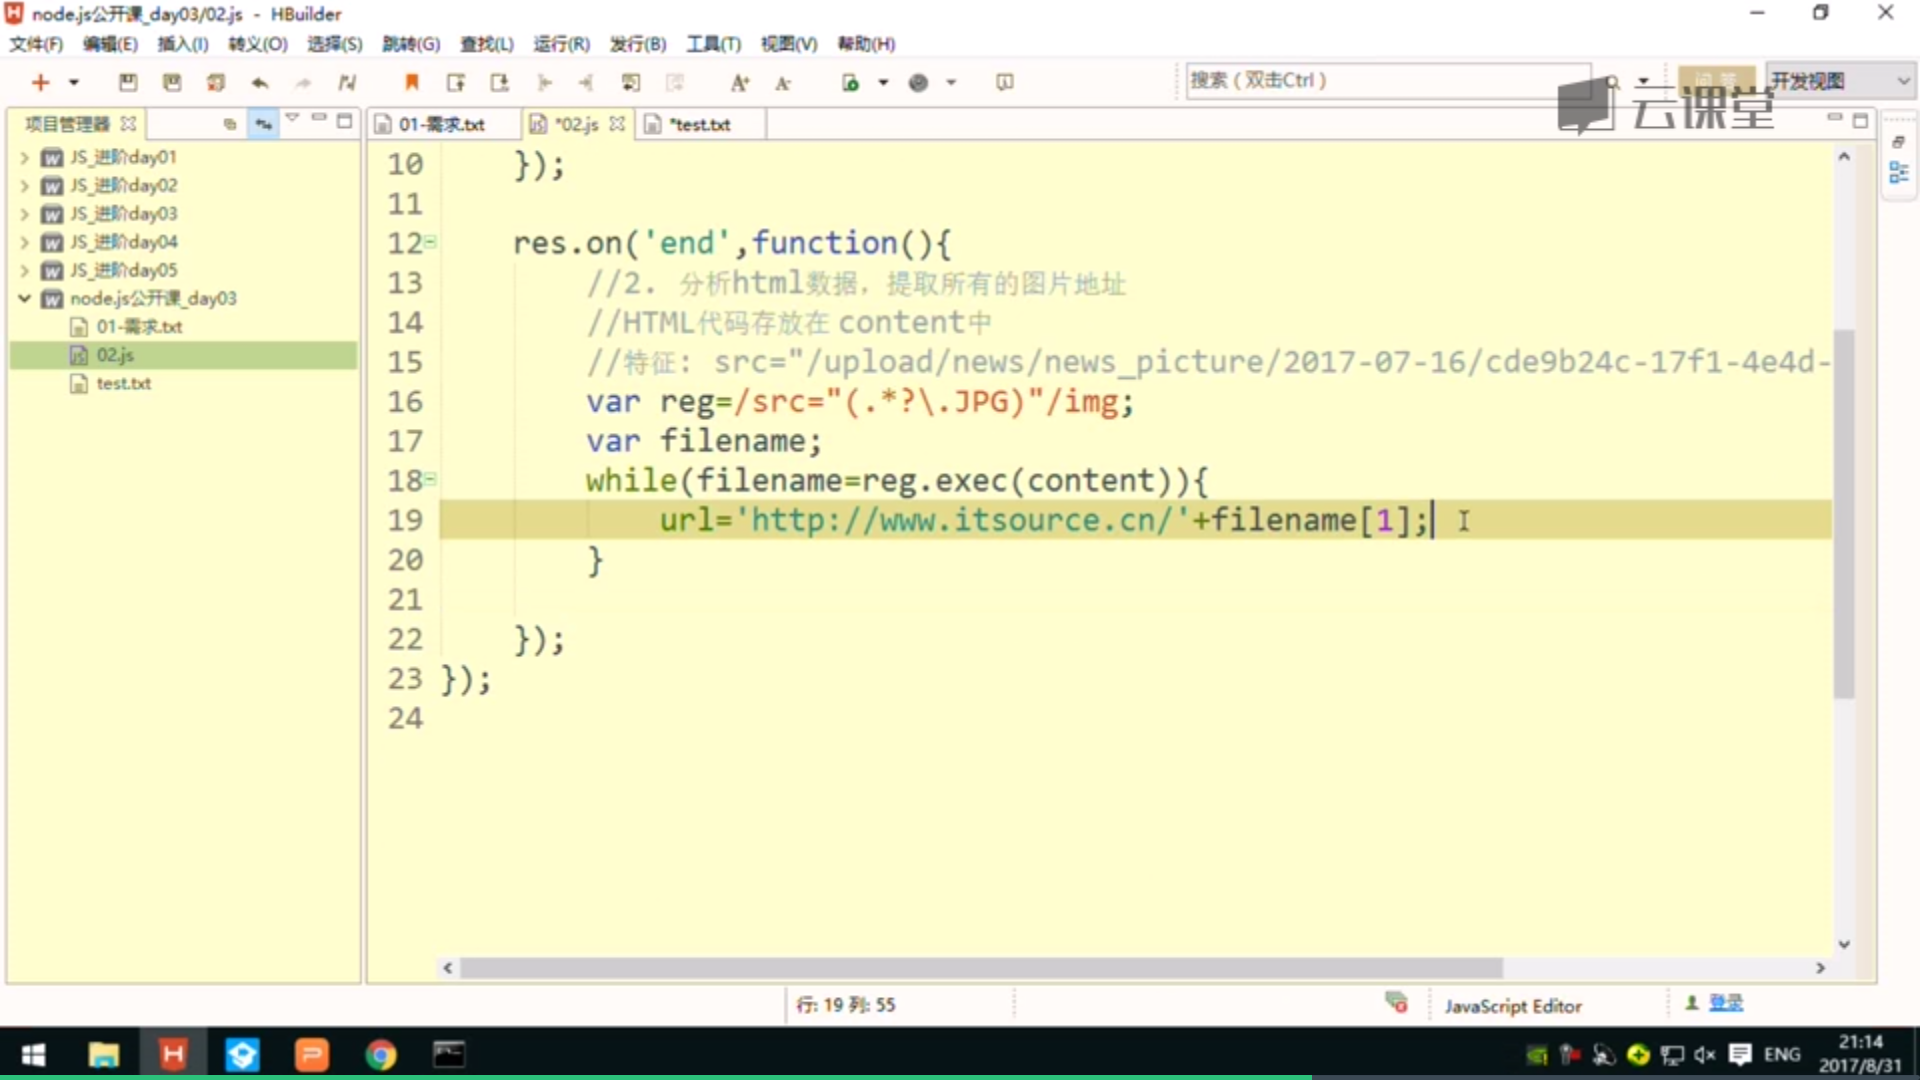 node.js公开课_day03/02.js - HBuilder
文件(F) 编辑(E) 插入(I) 转义(O) 选择(S) 跳转(G) 查找(L) 运行(R) 发行(B) 工具(T) 视图(V) 帮助(H)
搜索（双击Ctrl） 问答 开发视图
云课堂
项目管理器 01-需求.txt *02.js *test.txt
JS_进阶day01
JS_进阶day02
JS_进阶day03
JS_进阶day04
JS_进阶day05
node.js公开课_day03
01-需求.txt
02.js
test.txt
10 });
11
12 res.on('end',function(){
13 //2. 分析html数据，提取所有的图片地址
14 //HTML代码存放在 content中
15 //特征: src="/upload/news/news_picture/2017-07-16/cde9b24c-17f1-4e4d-
16 var reg=/src="(.*?\.JPG)"/img;
17 var filename;
18 while(filename=reg.exec(content)){
19 url='http://www.itsource.cn/'+filename[1];
20 }
21
22 });
23 });
24
行: 19 列: 55 JavaScript Editor 登录
ENG 21:14
2017/8/31